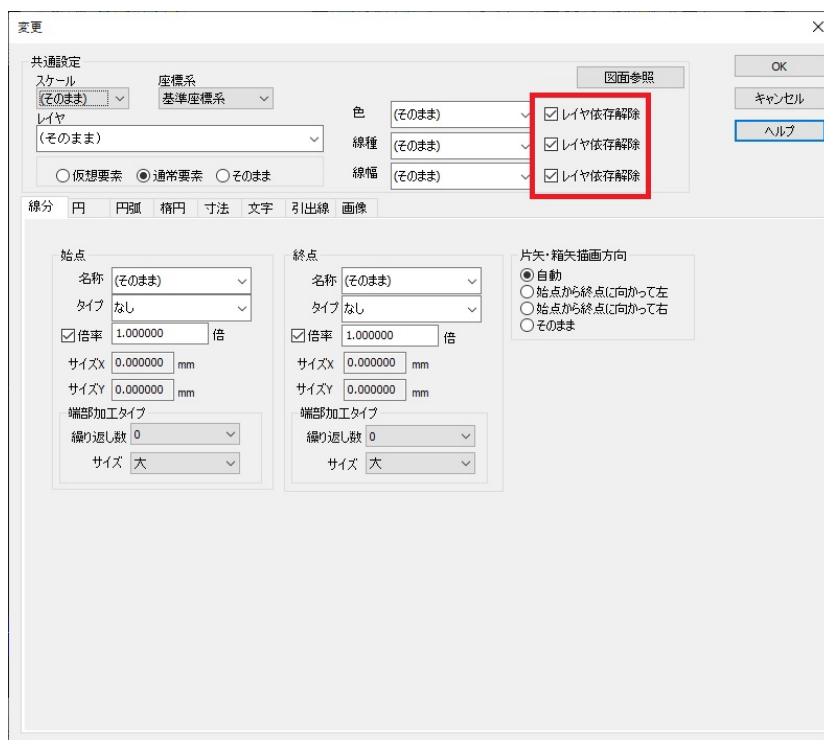 変更
共通設定
スケール
(そのまま)
座標系
基準座標系
レイヤ
(そのまま)
仮想要素 通常要素 そのまま
図面参照
色 (そのまま) レイヤ依存解除
線種 (そのまま) レイヤ依存解除
線幅 (そのまま) レイヤ依存解除
OK
キャンセル
ヘルプ
線分 円 円弧 楕円 寸法 文字 引出線 画像
始点
名称 (そのまま)
タイプ なし
倍率 1.000000 倍
サイズX 0.000000 mm
サイズY 0.000000 mm
端部加工タイプ
繰り返し数 0
サイズ 大
終点
名称 (そのまま)
タイプ なし
倍率 1.000000 倍
サイズX 0.000000 mm
サイズY 0.000000 mm
端部加工タイプ
繰り返し数 0
サイズ 大
片矢・箱矢描画方向
自動
始点から終点に向かって左
始点から終点に向かって右
そのまま